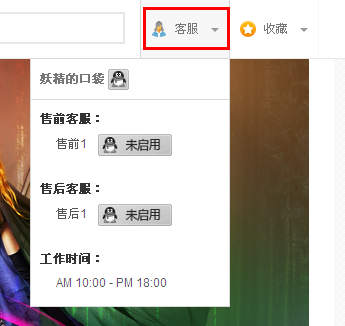 客服 收藏
妖精的口袋
售前客服：
售前1 未启用
售后客服：
售后1 未启用
工作时间：
AM 10:00 - PM 18:00